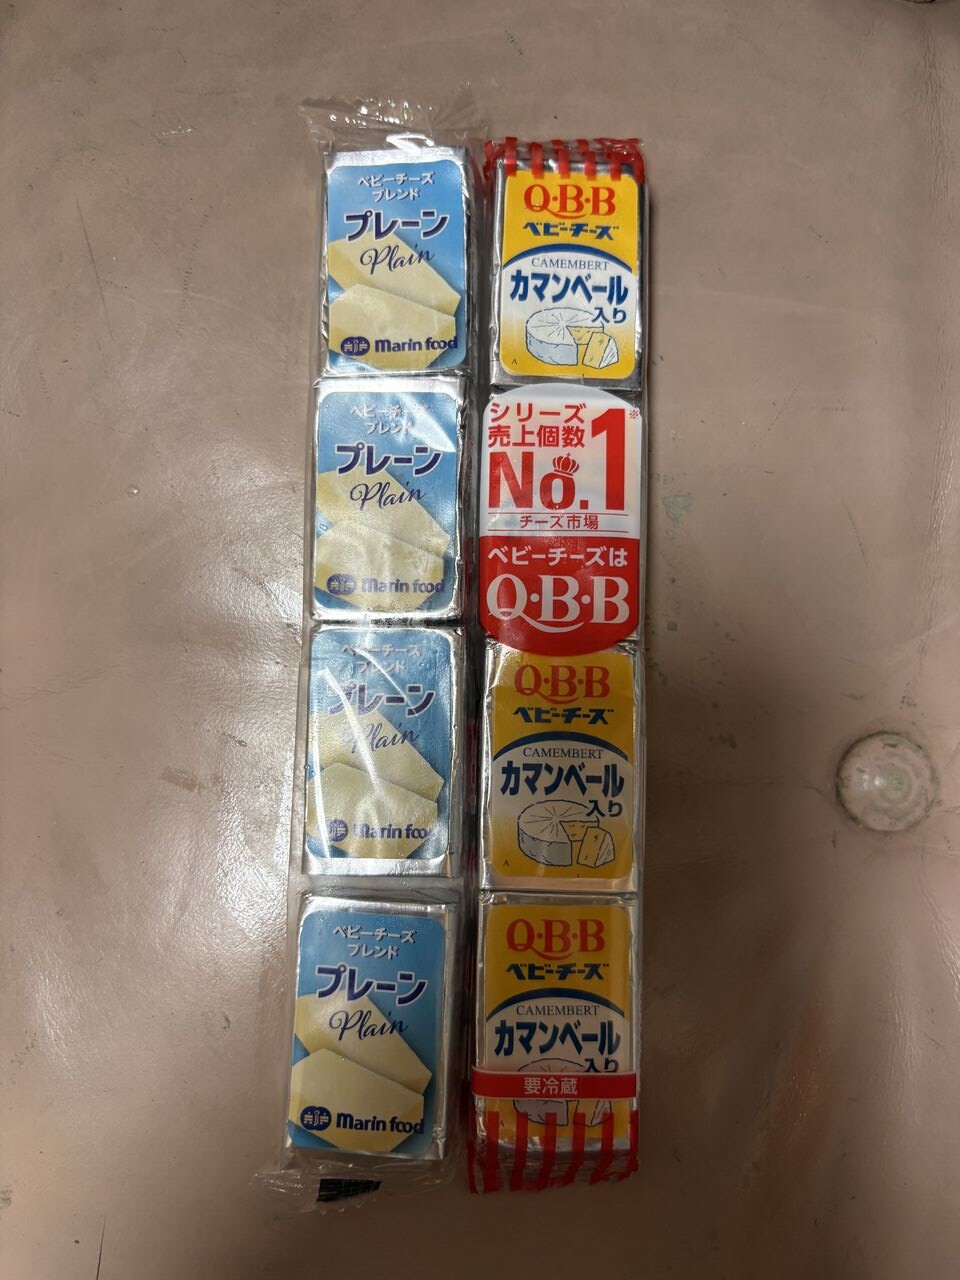 ベビーチーズ
ブレンド
プレーン
Plain
Marin food
ベビーチーズ
ブレンド
プレーン
Plain
Marin food
ベビーチーズ
ブレンド
プレーン
Plain
Marin food
ベビーチーズ
ブレンド
プレーン
Plain
Marin food
Q・B・B
ベビーチーズ
CAMEMBERT
カマンベール
入り
シリーズ
売上個数
No.1※
チーズ市場
ベビーチーズは
Q・B・B
Q・B・B
ベビーチーズ
CAMEMBERT
カマンベール
入り
Q・B・B
ベビーチーズ
CAMEMBERT
カマンベール
入り
要冷蔵